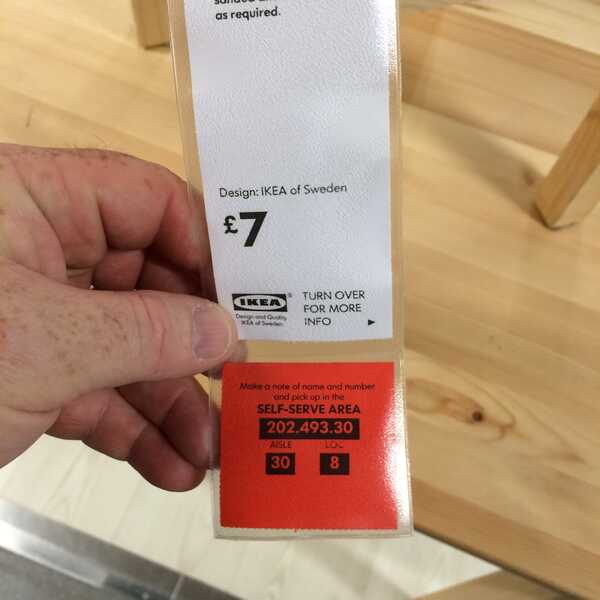 as required.
Design: IKEA of Sweden
£7
IKEA®
Design and Quality
IKEA of Sweden
TURN OVER
FOR MORE
INFO
Make a note of name and number
and pick up in the
SELF-SERVE AREA
202.493.30
AISLE LOC
30 8